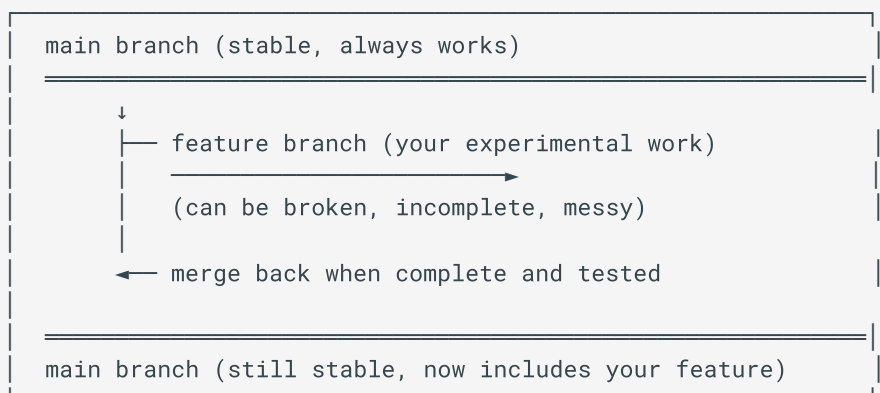 main branch (stable, always works)
feature branch (your experimental work)
(can be broken, incomplete, messy)
merge back when complete and tested
main branch (still stable, now includes your feature)